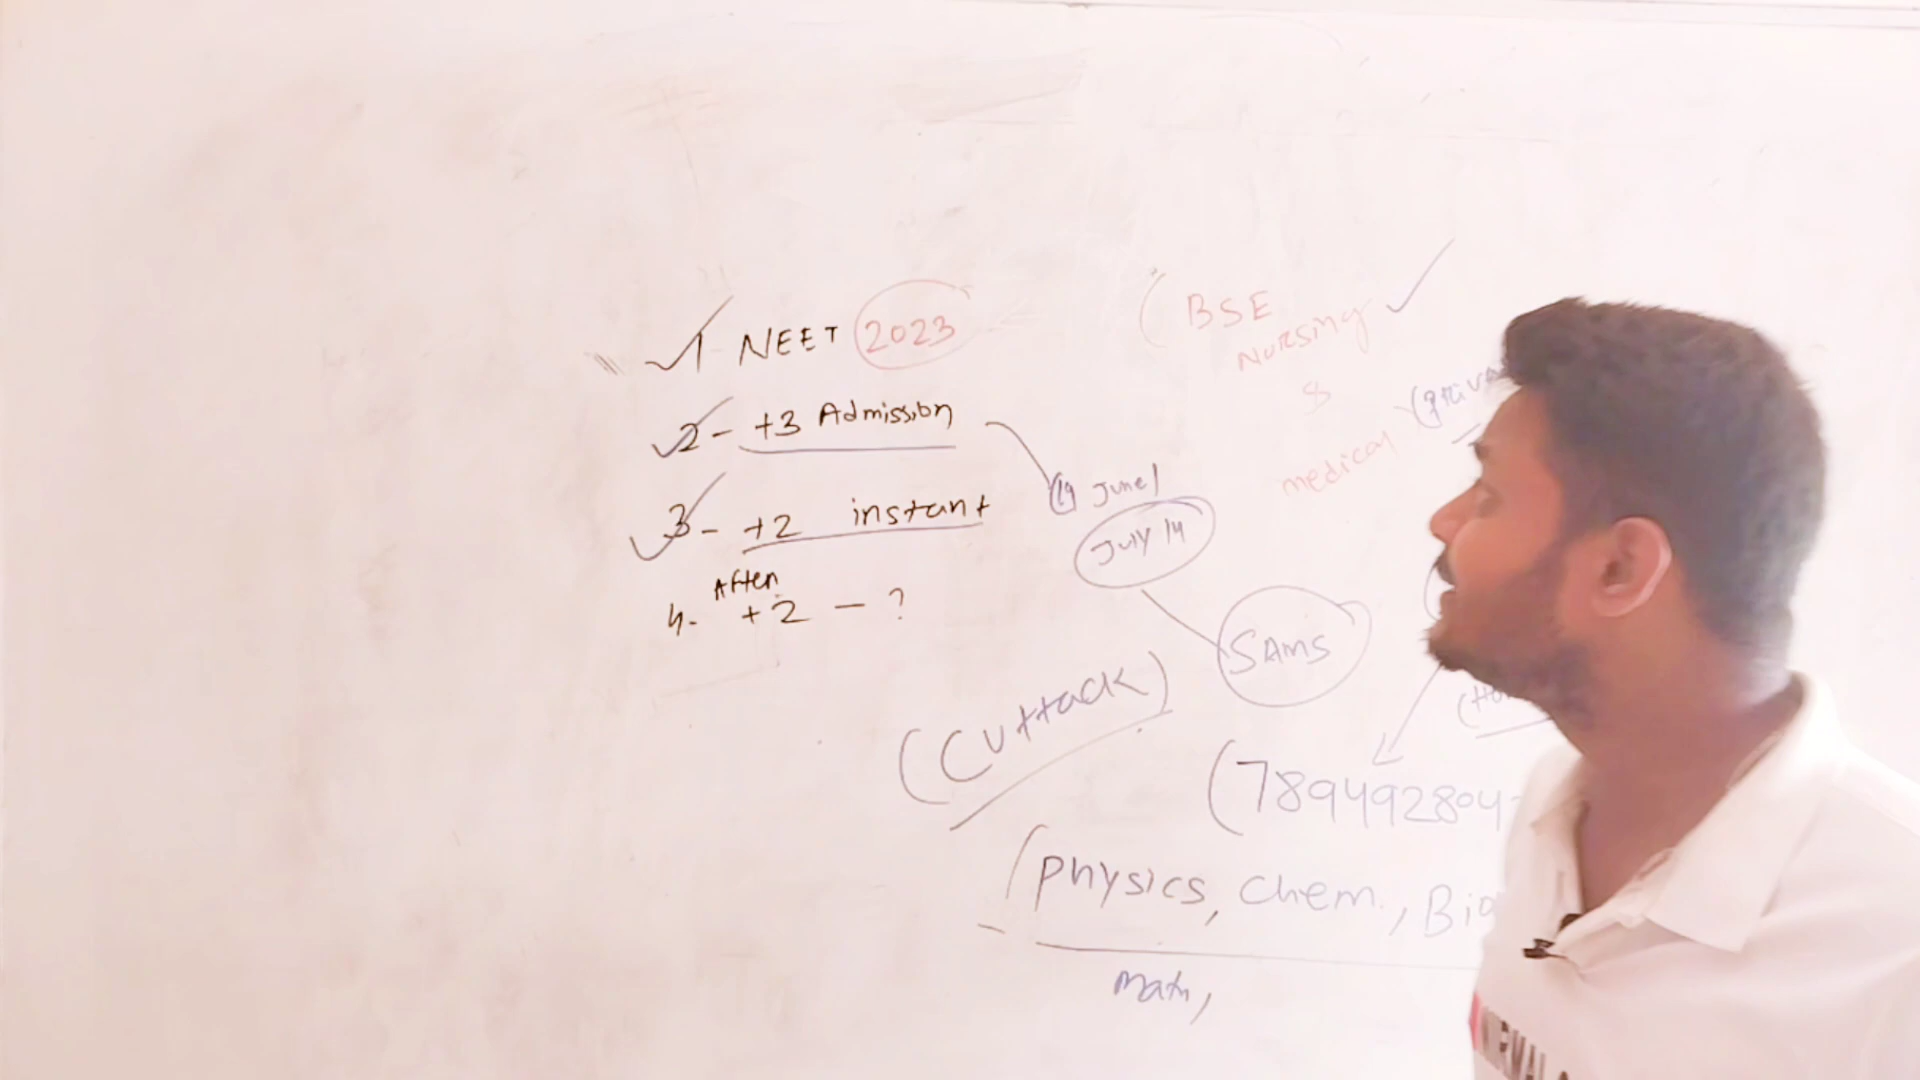 1- NEET 2023
2- +3 Admission
3- +2 instant
4. After +2 - ?
(BSE
Nursing
&
medical
19 June
July 14
SAMS
(Cuttack)
(789492804
(Physics, Chem., Bio
Math,